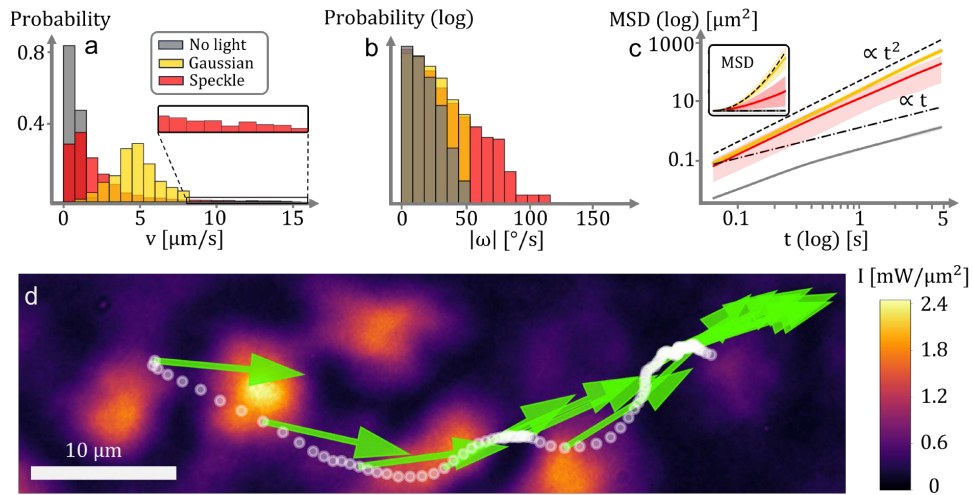 Probability
a
No light
Gaussian
Speckle
0.8
0.4
0
5
10
15
v [μm/s]
Probability (log)
b
0
50
100
150
|ω| [°/s]
MSD (log) [μm²]
c
1000
10
0.1
MSD
∝ t²
∝ t
0.1
1
5
t (log) [s]
d
10 μm
I [mW/μm²]
2.4
1.8
1.2
0.6
0